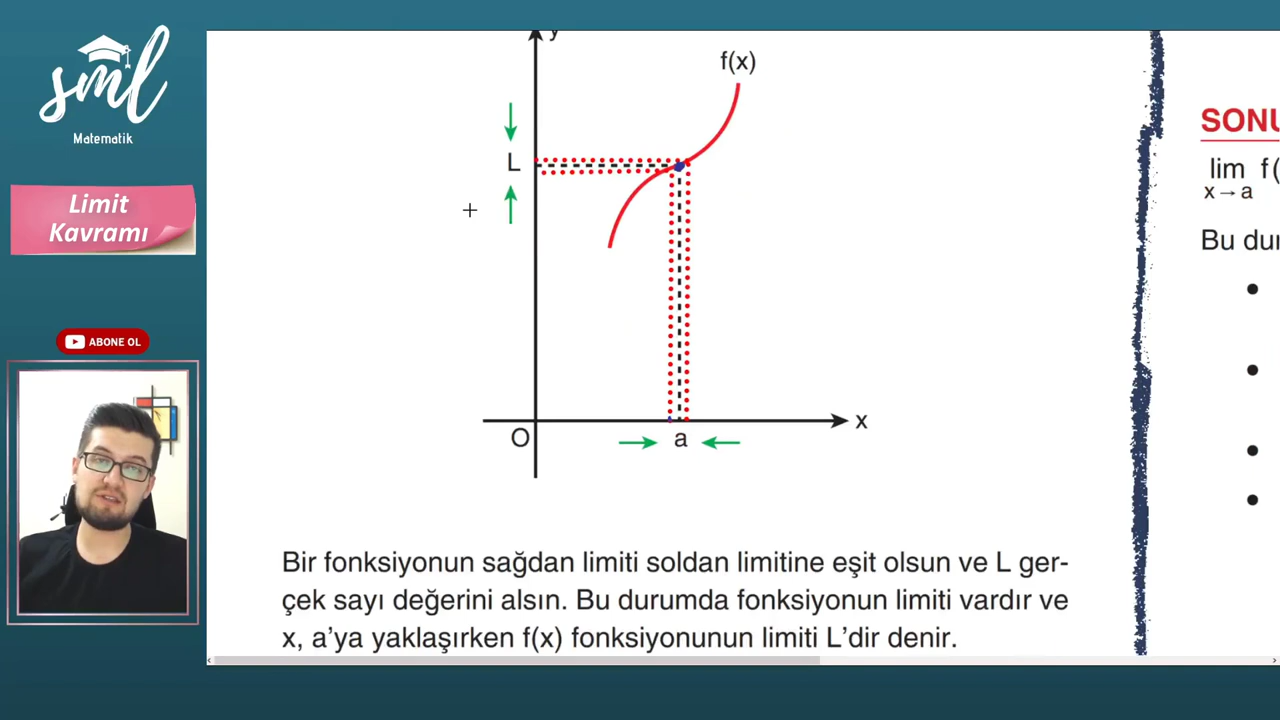 sml
Matematik
Limit
Kavramı
ABONE OL
y
f(x)
L
O
a
x
Bir fonksiyonun sağdan limiti soldan limitine eşit olsun ve L ger-
çek sayı değerini alsın. Bu durumda fonksiyonun limiti vardır ve
x, a’ya yaklaşırken f(x) fonksiyonunun limiti L’dir denir.
SONU
lim f(
x→a
Bu dur